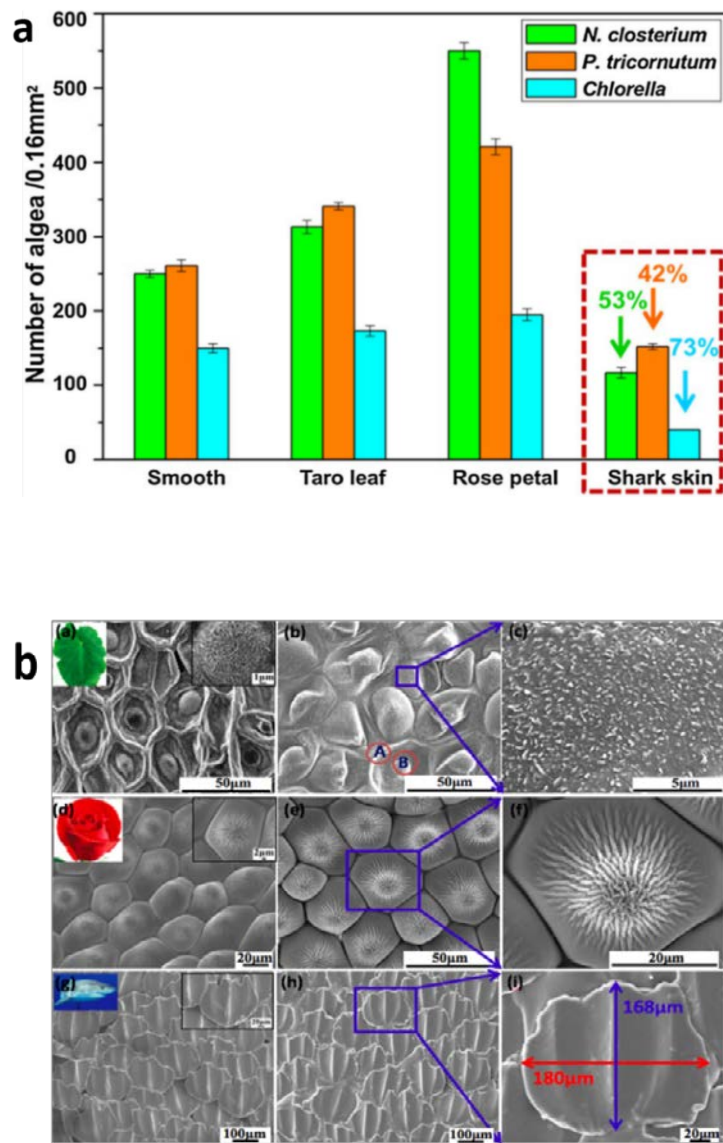 a
600
500
400
300
200
100
0
Number of algea /0.16mm²
N. closterium
P. tricornutum
Chlorella
53%
42%
73%
Smooth
Taro leaf
Rose petal
Shark skin
b
(a)
1μm
50μm
(b)
A
B
50μm
(c)
5μm
(d)
2μm
20μm
(e)
50μm
(f)
20μm
(g)
100μm
(h)
100μm
(i)
168μm
180μm
20μm